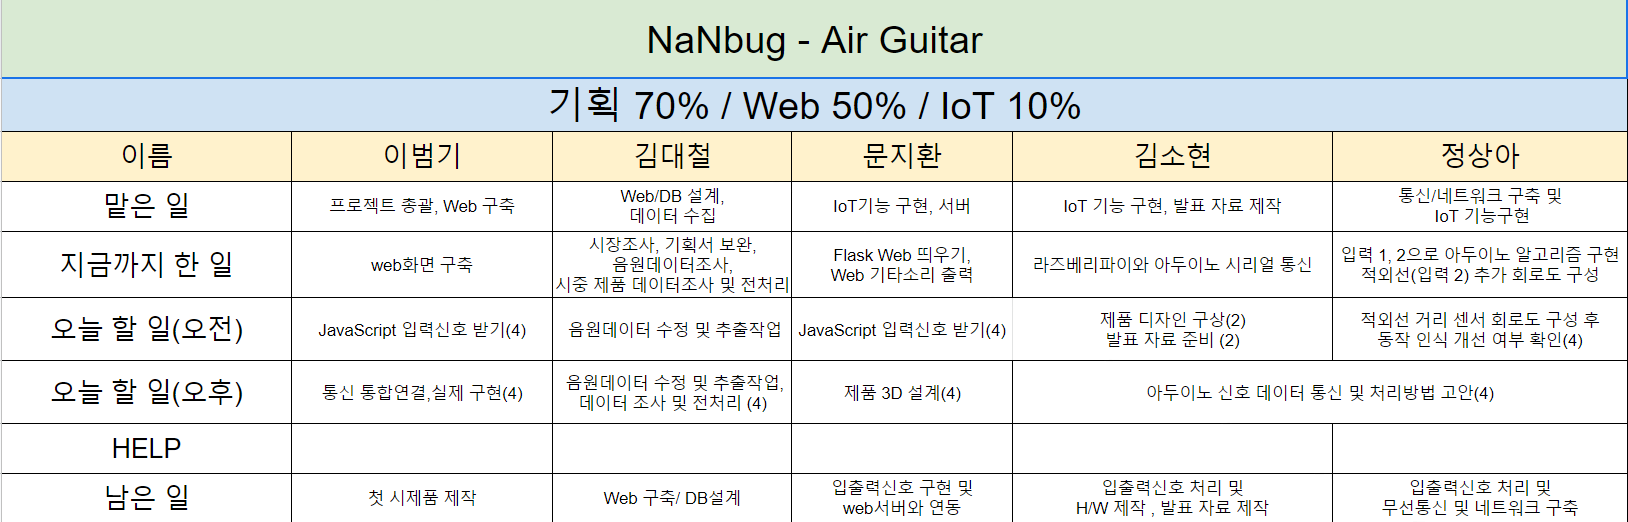 NaNbug - Air Guitar
기획 70% / Web 50% / IoT 10%
이름 이범기 김대철 문지환 김소현 정상아
맡은 일
프로젝트 총괄, Web 구축
Web/DB 설계,
데이터 수집
IoT기능 구현, 서버
IoT 기능 구현, 발표 자료 제작
통신/네트워크 구축 및
IoT 기능구현
지금까지 한 일
web화면 구축
시장조사, 기획서 보완,
음원데이터조사,
시중 제품 데이터조사 및 전처리
Flask Web 띄우기,
Web 기타소리 출력
라즈베리파이와 아두이노 시리얼 통신
입력 1, 2으로 아두이노 알고리즘 구현
적외선(입력 2) 추가 회로도 구성
오늘 할 일(오전)
JavaScript 입력신호 받기(4)
음원데이터 수정 및 추출작업
JavaScript 입력신호 받기(4)
제품 디자인 구상(2)
발표 자료 준비 (2)
적외선 거리 센서 회로도 구성 후
동작 인식 개선 여부 확인(4)
오늘 할 일(오후)
통신 통합연결,실제 구현(4)
음원데이터 수정 및 추출작업,
데이터 조사 및 전처리 (4)
제품 3D 설계(4)
아두이노 신호 데이터 통신 및 처리방법 고안(4)
HELP
남은 일
첫 시제품 제작
Web 구축/ DB설계
입출력신호 구현 및
web서버와 연동
입출력신호 처리 및
H/W 제작 , 발표 자료 제작
입출력신호 처리 및
무선통신 및 네트워크 구축